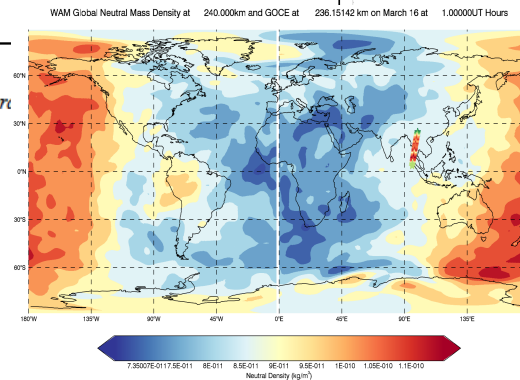 WAM Global Neutral Mass Density at 240.000km and GOCE at 236.15142 km on March 16 at 1.00000UT Hours
60°N
30°N
0°N
30°S
60°S
180°W 135°W 90°W 45°W 0°E 45°E 90°E 135°E
7.35007E-011 7.5E-011 8E-011 8.5E-011 9E-011 9.5E-011 1E-010 1.05E-010 1.1E-010
Neutral Density (kg/m³)